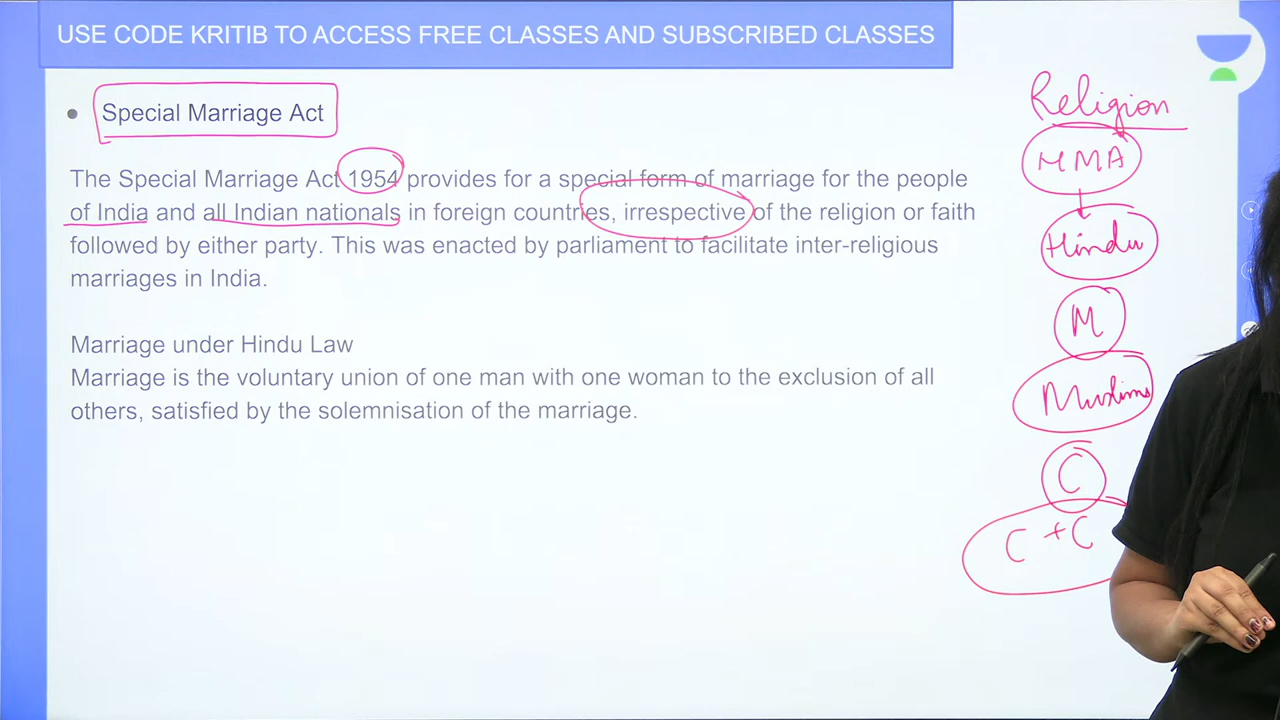 USE CODE KRITIB TO ACCESS FREE CLASSES AND SUBSCRIBED CLASSES
Special Marriage Act
The Special Marriage Act 1954 provides for a special form of marriage for the people
of India and all Indian nationals in foreign countries, irrespective of the religion or faith
followed by either party. This was enacted by parliament to facilitate inter-religious
marriages in India.
Marriage under Hindu Law
Marriage is the voluntary union of one man with one woman to the exclusion of all
others, satisfied by the solemnisation of the marriage.
Religion
HMA
Hindu
M
Muslims
C
C + C